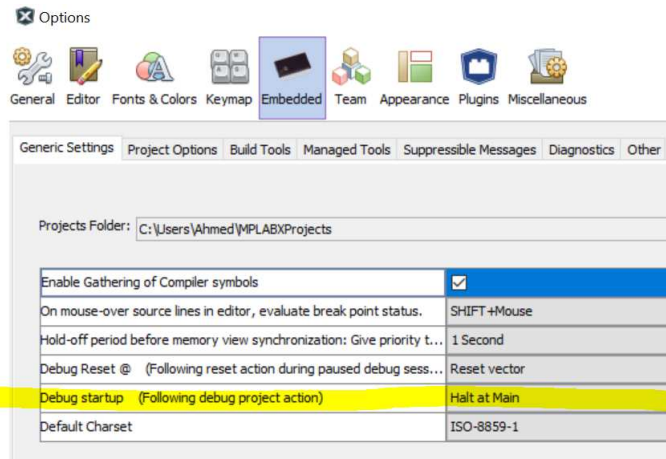 Options
General Editor Fonts & Colors Keymap Embedded Team Appearance Plugins Miscellaneous
Generic Settings Project Options Build Tools Managed Tools Suppressible Messages Diagnostics Other
Projects Folder: C:\Users\Ahmed\MPLABXProjects
Enable Gathering of Compiler symbols
On mouse-over source lines in editor, evaluate break point status. SHIFT+Mouse
Hold-off period before memory view synchronization: Give priority t... 1 Second
Debug Reset @ (Following reset action during paused debug sess... Reset vector
Debug startup (Following debug project action) Halt at Main
Default Charset ISO-8859-1